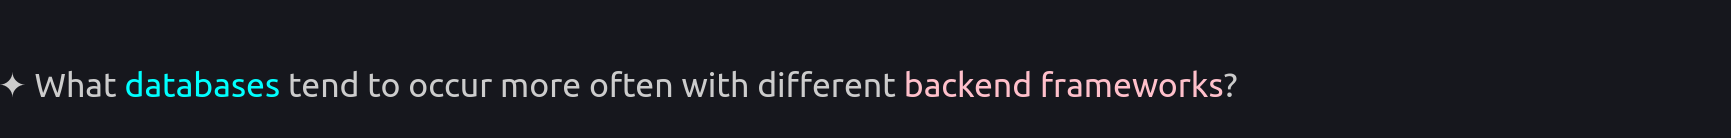 ✦ What databases tend to occur more often with different backend frameworks?